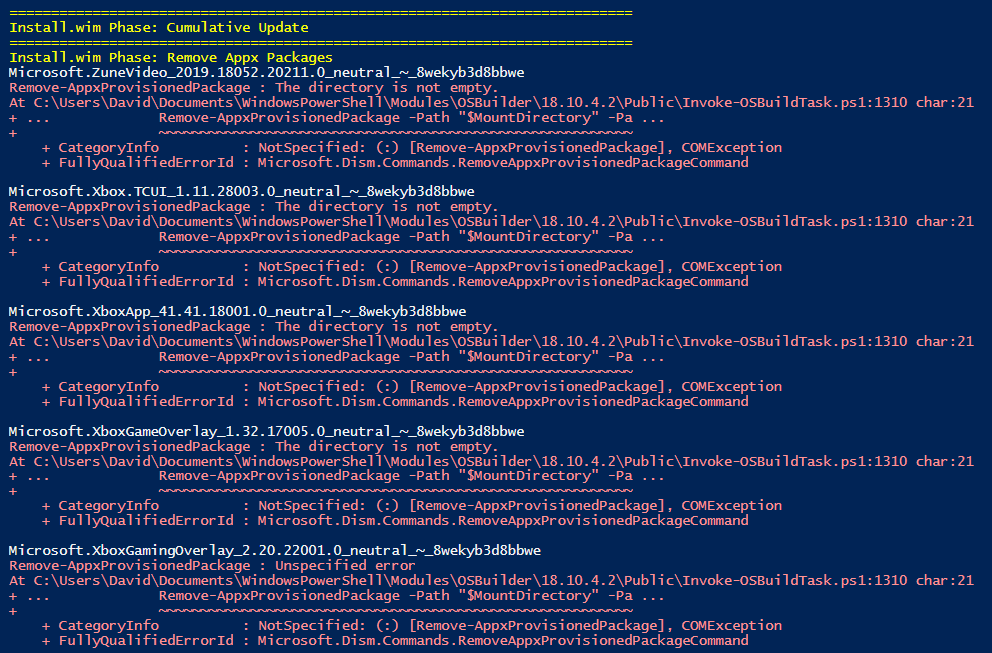 ===========================================================================
Install.wim Phase: Cumulative Update
===========================================================================
Install.wim Phase: Remove Appx Packages
Microsoft.ZuneVideo_2019.18052.20211.0_neutral_~_8wekyb3d8bbwe
Remove-AppxProvisionedPackage : The directory is not empty.
At C:\Users\David\Documents\WindowsPowerShell\Modules\OSBuilder\18.10.4.2\Public\Invoke-OSBuildTask.ps1:1310 char:21
+ ...             Remove-AppxProvisionedPackage -Path "$MountDirectory" -Pa ...
+                 ~~~~~~~~~~~~~~~~~~~~~~~~~~~~~~~~~~~~~~~~~~~~~~~~~~~~~~~~~
    + CategoryInfo          : NotSpecified: (:) [Remove-AppxProvisionedPackage], COMException
    + FullyQualifiedErrorId : Microsoft.Dism.Commands.RemoveAppxProvisionedPackageCommand
Microsoft.Xbox.TCUI_1.11.28003.0_neutral_~_8wekyb3d8bbwe
Remove-AppxProvisionedPackage : The directory is not empty.
At C:\Users\David\Documents\WindowsPowerShell\Modules\OSBuilder\18.10.4.2\Public\Invoke-OSBuildTask.ps1:1310 char:21
+ ...             Remove-AppxProvisionedPackage -Path "$MountDirectory" -Pa ...
+                 ~~~~~~~~~~~~~~~~~~~~~~~~~~~~~~~~~~~~~~~~~~~~~~~~~~~~~~~~~
    + CategoryInfo          : NotSpecified: (:) [Remove-AppxProvisionedPackage], COMException
    + FullyQualifiedErrorId : Microsoft.Dism.Commands.RemoveAppxProvisionedPackageCommand
Microsoft.XboxApp_41.41.18001.0_neutral_~_8wekyb3d8bbwe
Remove-AppxProvisionedPackage : The directory is not empty.
At C:\Users\David\Documents\WindowsPowerShell\Modules\OSBuilder\18.10.4.2\Public\Invoke-OSBuildTask.ps1:1310 char:21
+ ...             Remove-AppxProvisionedPackage -Path "$MountDirectory" -Pa ...
+                 ~~~~~~~~~~~~~~~~~~~~~~~~~~~~~~~~~~~~~~~~~~~~~~~~~~~~~~~~~
    + CategoryInfo          : NotSpecified: (:) [Remove-AppxProvisionedPackage], COMException
    + FullyQualifiedErrorId : Microsoft.Dism.Commands.RemoveAppxProvisionedPackageCommand
Microsoft.XboxGameOverlay_1.32.17005.0_neutral_~_8wekyb3d8bbwe
Remove-AppxProvisionedPackage : The directory is not empty.
At C:\Users\David\Documents\WindowsPowerShell\Modules\OSBuilder\18.10.4.2\Public\Invoke-OSBuildTask.ps1:1310 char:21
+ ...             Remove-AppxProvisionedPackage -Path "$MountDirectory" -Pa ...
+                 ~~~~~~~~~~~~~~~~~~~~~~~~~~~~~~~~~~~~~~~~~~~~~~~~~~~~~~~~~
    + CategoryInfo          : NotSpecified: (:) [Remove-AppxProvisionedPackage], COMException
    + FullyQualifiedErrorId : Microsoft.Dism.Commands.RemoveAppxProvisionedPackageCommand
Microsoft.XboxGamingOverlay_2.20.22001.0_neutral_~_8wekyb3d8bbwe
Remove-AppxProvisionedPackage : Unspecified error
At C:\Users\David\Documents\WindowsPowerShell\Modules\OSBuilder\18.10.4.2\Public\Invoke-OSBuildTask.ps1:1310 char:21
+ ...             Remove-AppxProvisionedPackage -Path "$MountDirectory" -Pa ...
+                 ~~~~~~~~~~~~~~~~~~~~~~~~~~~~~~~~~~~~~~~~~~~~~~~~~~~~~~~~~
    + CategoryInfo          : NotSpecified: (:) [Remove-AppxProvisionedPackage], COMException
    + FullyQualifiedErrorId : Microsoft.Dism.Commands.RemoveAppxProvisionedPackageCommand